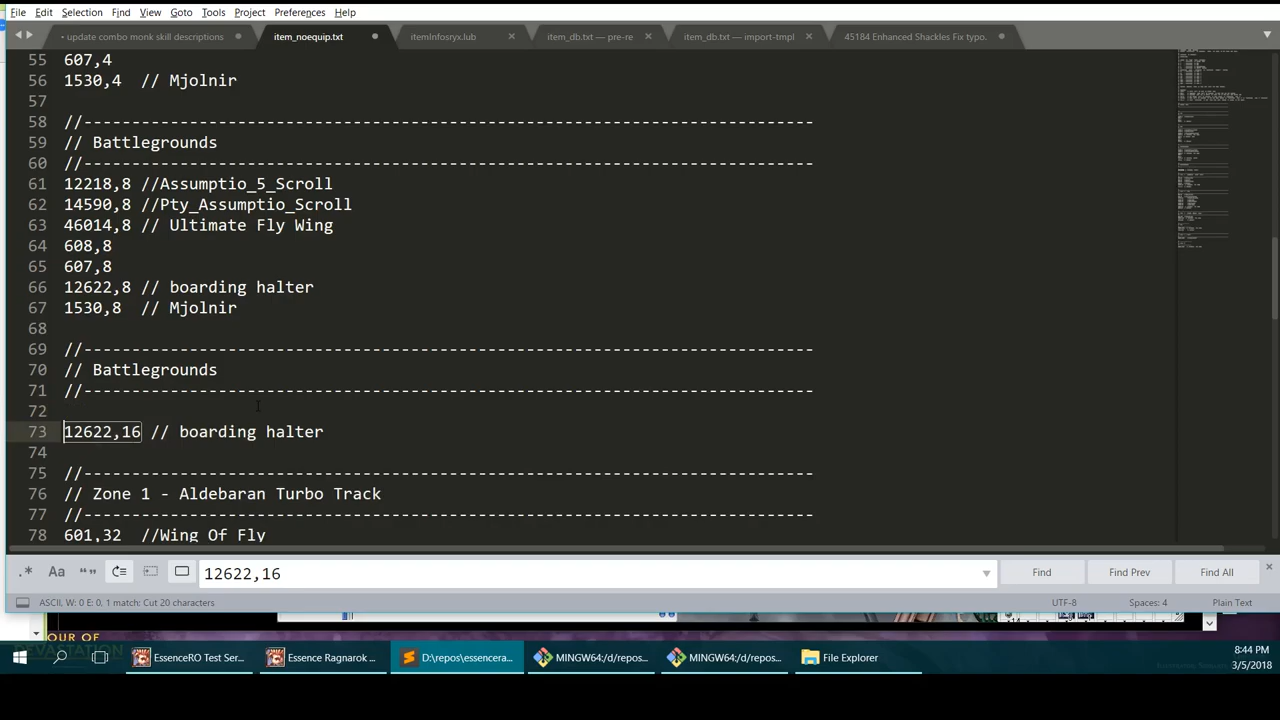 File Edit Selection Find View Goto Tools Project Preferences Help
- update combo monk skill descriptions item_noequip.txt itemInfosryx.lub item_db.txt — pre-re item_db.txt — import-tmpl 45184 Enhanced Shackles Fix typo.
55 607,4
56 1530,4 // Mjolnir
57
58 //----------------------------------------------------------------------------
59 // Battlegrounds
60 //----------------------------------------------------------------------------
61 12218,8 //Assumptio_5_Scroll
62 14590,8 //Pty_Assumptio_Scroll
63 46014,8 // Ultimate Fly Wing
64 608,8
65 607,8
66 12622,8 // boarding halter
67 1530,8 // Mjolnir
68
69 //----------------------------------------------------------------------------
70 // Battlegrounds
71 //----------------------------------------------------------------------------
72
73 12622,16 // boarding halter
74
75 //----------------------------------------------------------------------------
76 // Zone 1 - Aldebaran Turbo Track
77 //----------------------------------------------------------------------------
78 601,32 //Wing Of Fly
.* Aa “” 12622,16 Find Find Prev Find All
ASCII, W: 0 E: 0, 1 match: Cut 20 characters UTF-8 Spaces: 4 Plain Text
OUR OF
DEVASTATION
EssenceRO Test Ser... Essence Ragnarok ... D:\repos\essencera... MINGW64:/d/repos... MINGW64:/d/repos... File Explorer
8:44 PM
3/5/2018